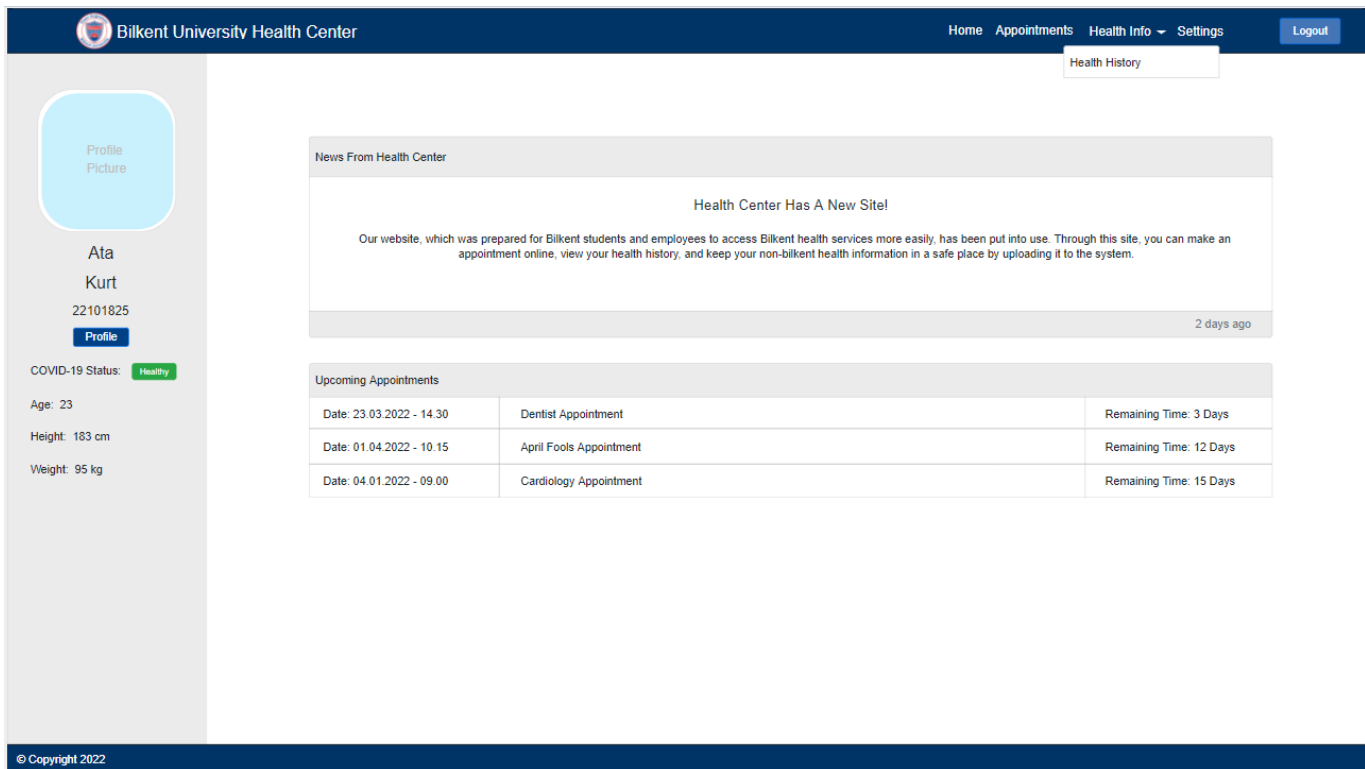 Bilkent University Health Center
Home Appointments Health Info Settings Logout
Health History
Profile
Picture
Ata
Kurt
22101825
Profile
COVID-19 Status: Healthy
Age: 23
Height: 183 cm
Weight: 95 kg
News From Health Center
Health Center Has A New Site!
Our website, which was prepared for Bilkent students and employees to access Bilkent health services more easily, has been put into use. Through this site, you can make an
appointment online, view your health history, and keep your non-bilkent health information in a safe place by uploading it to the system.
2 days ago
Upcoming Appointments
Date: 23.03.2022 - 14.30 Dentist Appointment Remaining Time: 3 Days
Date: 01.04.2022 - 10.15 April Fools Appointment Remaining Time: 12 Days
Date: 04.01.2022 - 09.00 Cardiology Appointment Remaining Time: 15 Days
© Copyright 2022